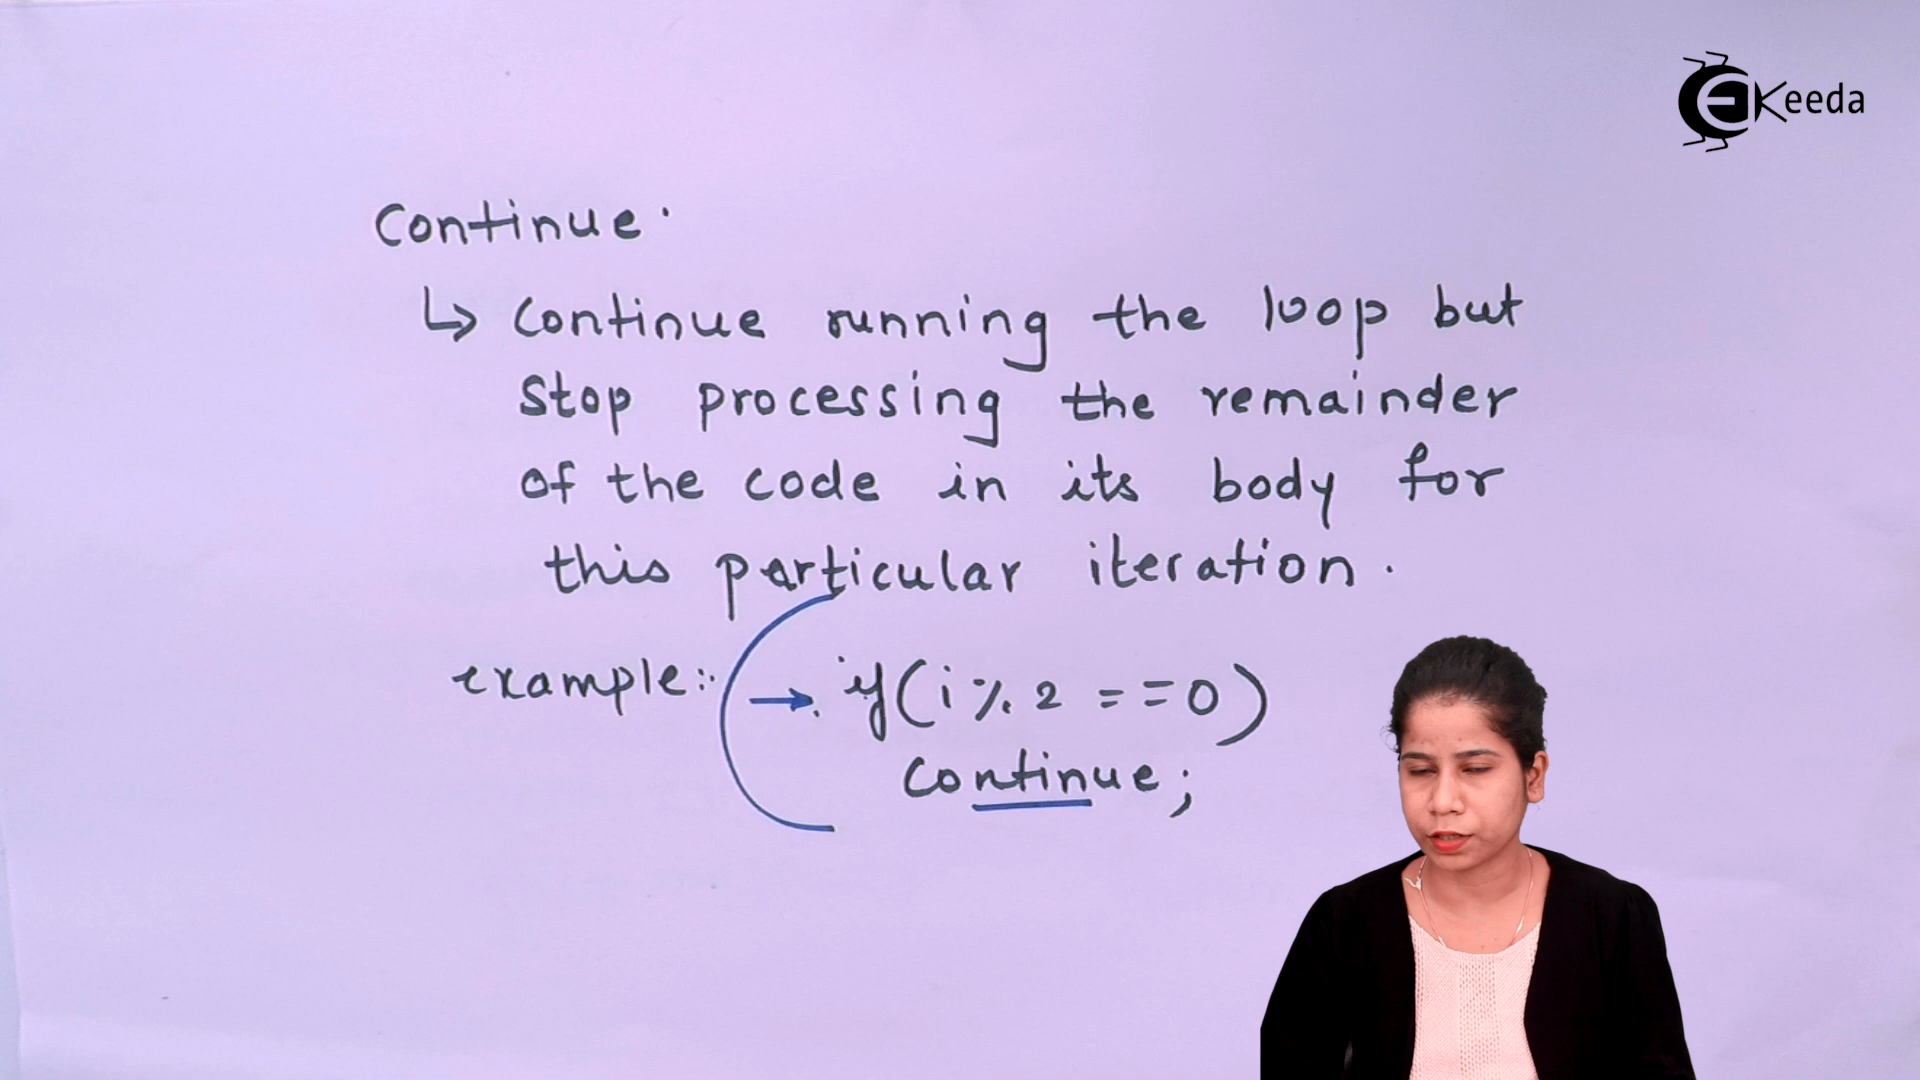 EKeeda
Continue.
↳ Continue running the loop but
stop processing the remainder
of the code in its body for
this particular iteration.
example:- → if(i % 2 = = 0)
Continue;